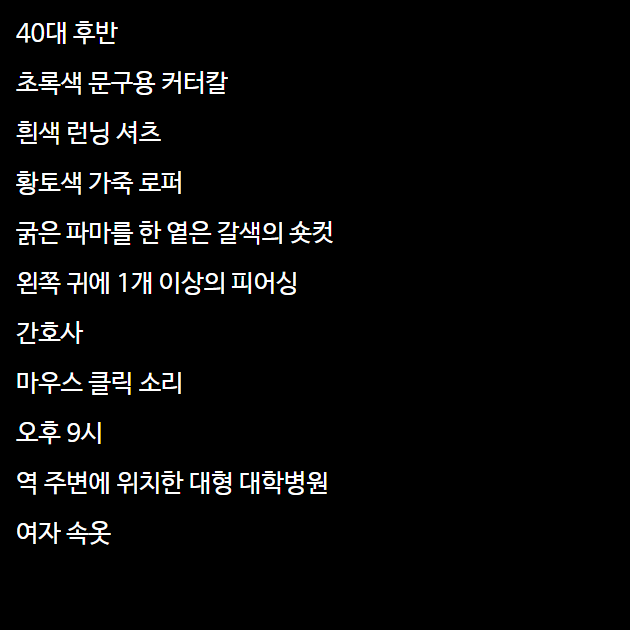 40대 후반
초록색 문구용 커터칼
흰색 런닝 셔츠
황토색 가죽 로퍼
굵은 파마를 한 옅은 갈색의 숏컷
왼쪽 귀에 1개 이상의 피어싱
간호사
마우스 클릭 소리
오후 9시
역 주변에 위치한 대형 대학병원
여자 속옷